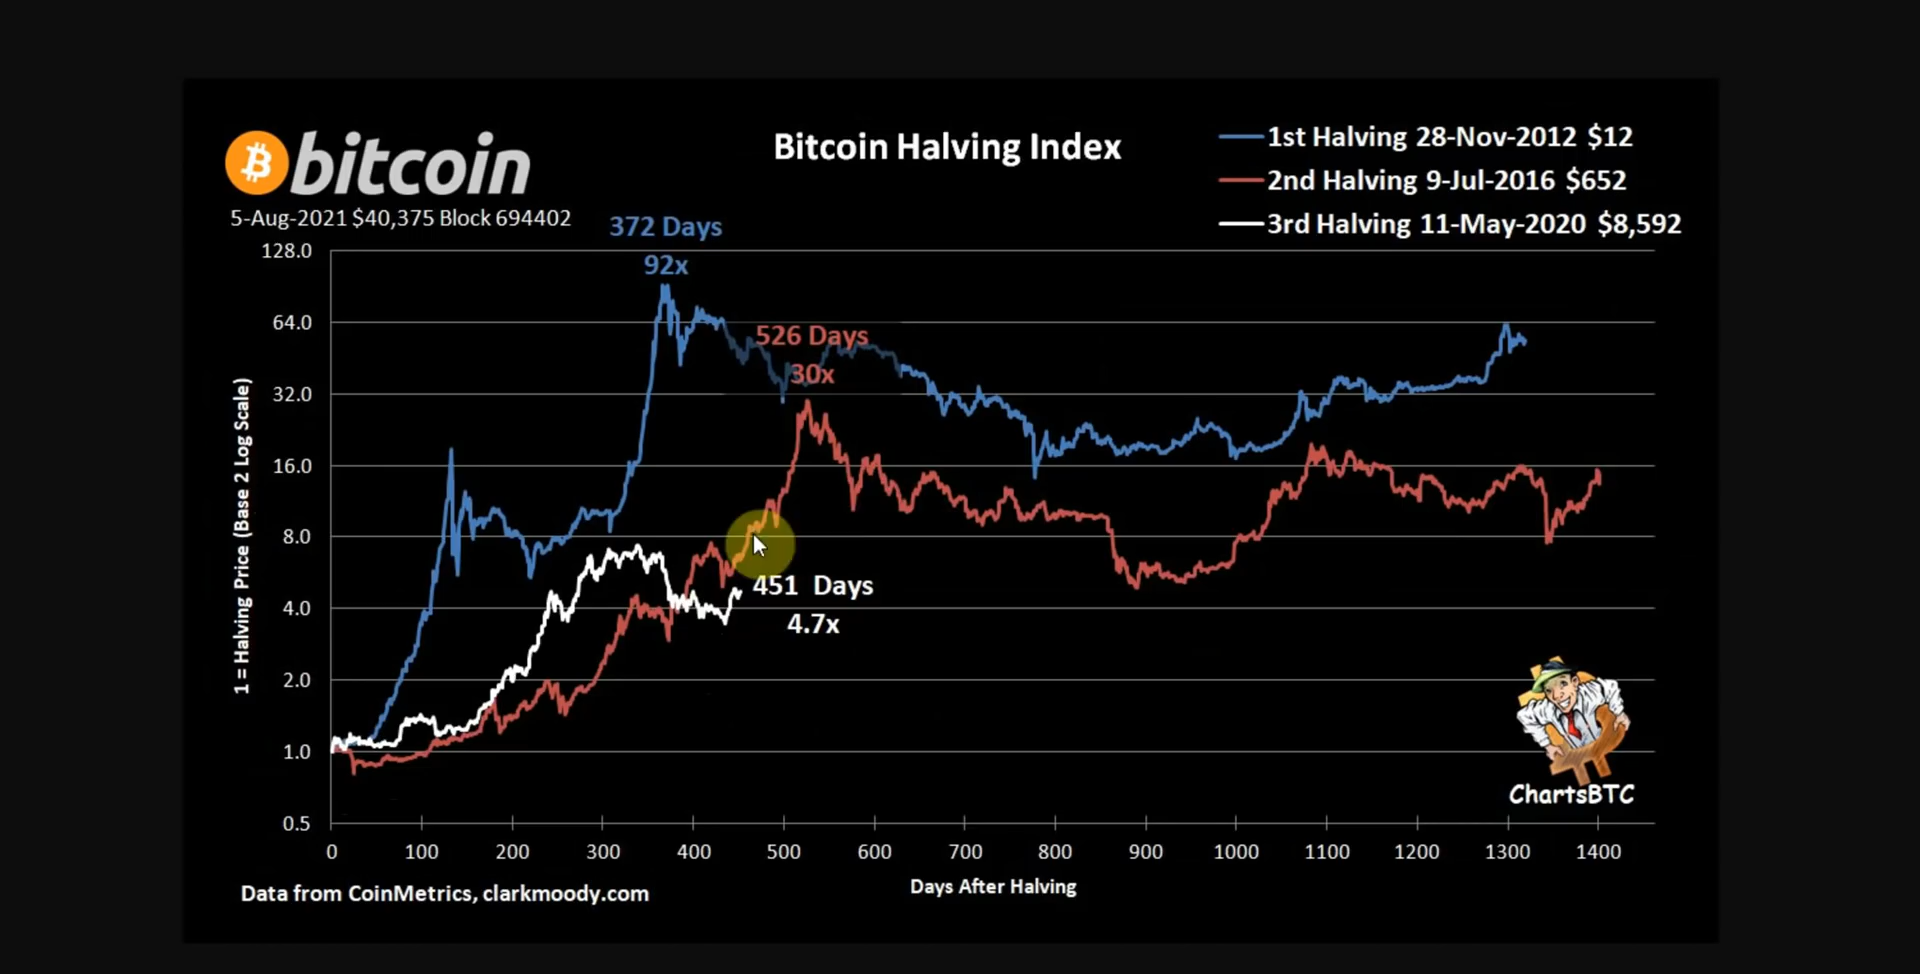 bitcoin
Bitcoin Halving Index
1st Halving 28-Nov-2012 $12
2nd Halving 9-Jul-2016 $652
3rd Halving 11-May-2020 $8,592
5-Aug-2021 $40,375 Block 694402
372 Days
92x
526 Days
30x
451 Days
4.7x
1 = Halving Price (Base 2 Log Scale)
128.0
64.0
32.0
16.0
8.0
4.0
2.0
1.0
0.5
0 100 200 300 400 500 600 700 800 900 1000 1100 1200 1300 1400
Days After Halving
ChartsBTC
Data from CoinMetrics, clarkmoody.com